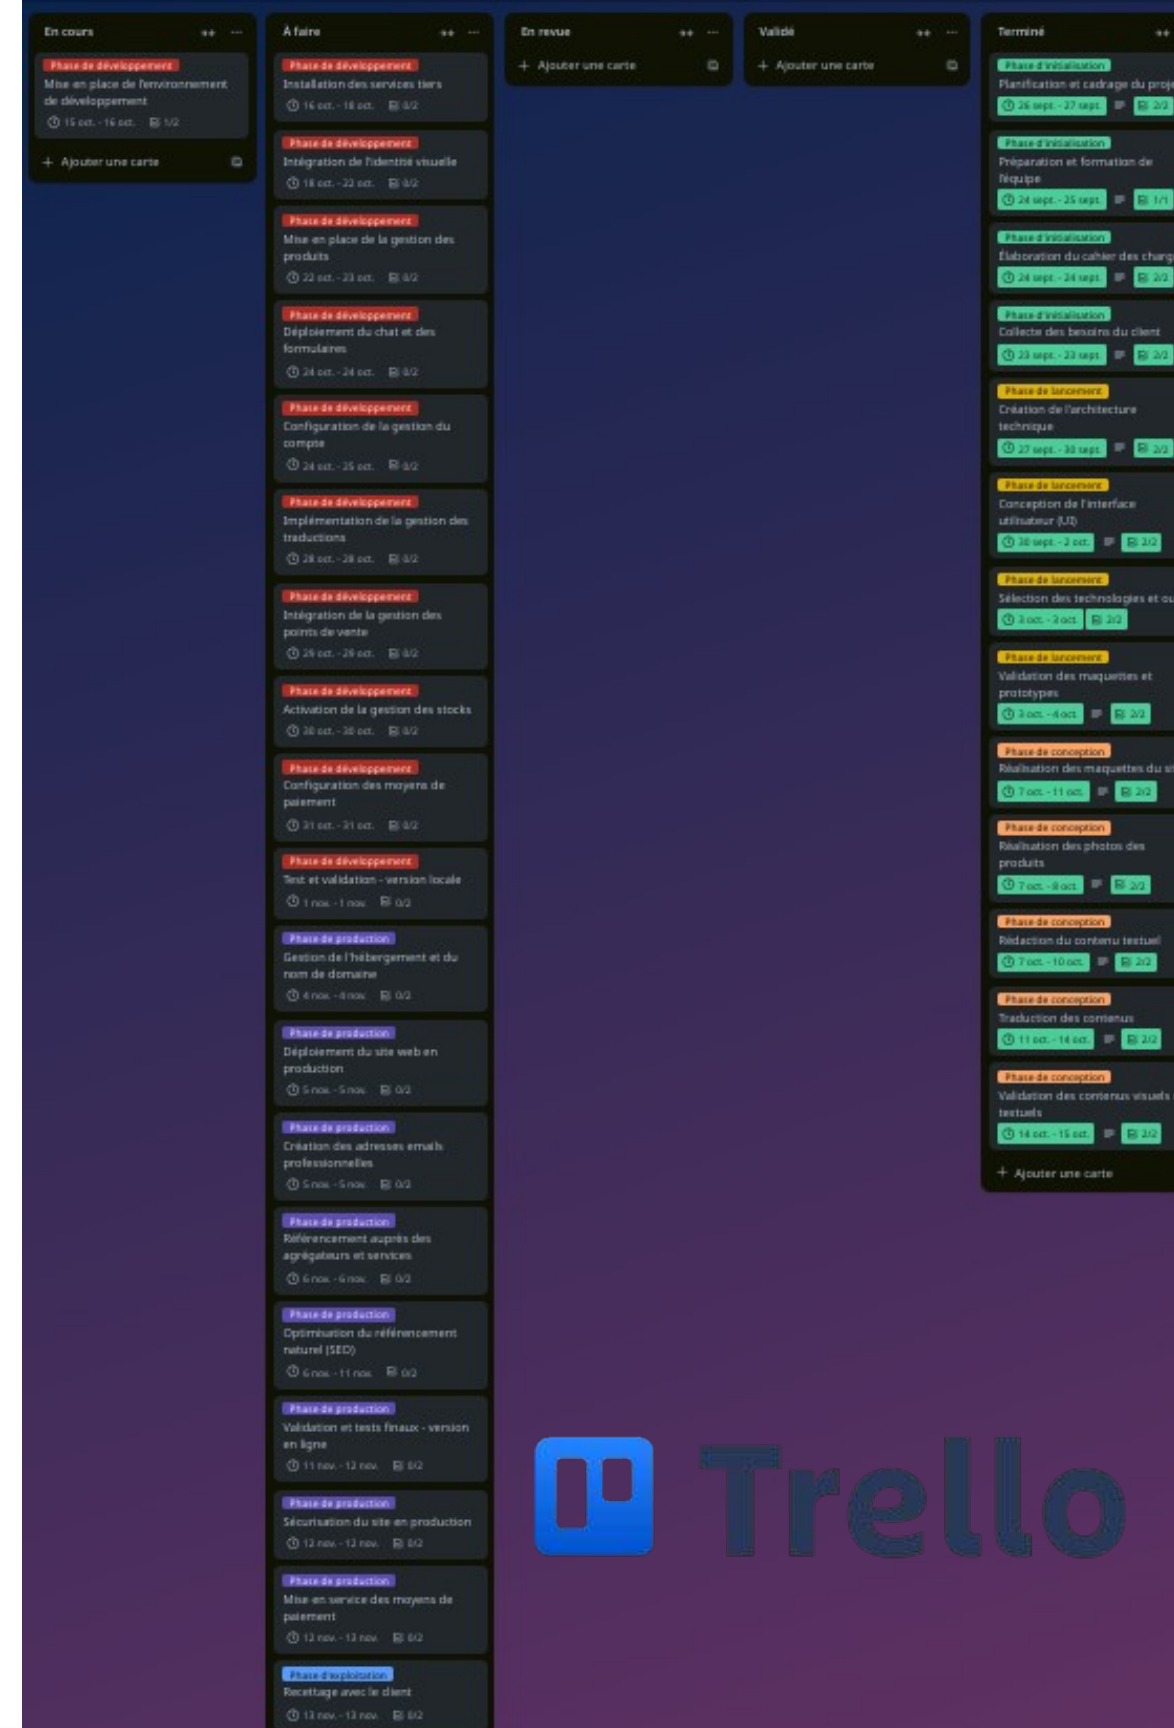 En cours
Phase de développement
Mise en place de l'environnement
de développement
15 oct. - 16 oct. 1/2
+ Ajouter une carte
À faire
Phase de développement
Installation des services tiers
16 oct. - 18 oct. 0/2
Phase de développement
Intégration de l'identité visuelle
18 oct. - 22 oct. 0/2
Phase de développement
Mise en place de la gestion des
produits
22 oct. - 23 oct. 0/2
Phase de développement
Déploiement du chat et des
formulaires
24 oct. - 24 oct. 0/2
Phase de développement
Configuration de la gestion du
compte
24 oct. - 25 oct. 0/2
Phase de développement
Implémentation de la gestion des
traductions
28 oct. - 28 oct. 0/2
Phase de développement
Intégration de la gestion des
points de vente
29 oct. - 29 oct. 0/2
Phase de développement
Activation de la gestion des stocks
30 oct. - 30 oct. 0/2
Phase de développement
Configuration des moyens de
paiement
31 oct. - 31 oct. 0/2
Phase de développement
Test et validation - version locale
1 nov. - 1 nov. 0/2
Phase de production
Gestion de l'hébergement et du
nom de domaine
4 nov. - 4 nov. 0/2
Phase de production
Déploiement du site web en
production
5 nov. - 5 nov. 0/2
Phase de production
Création des adresses emails
professionnelles
5 nov. - 5 nov. 0/2
Phase de production
Référencement auprès des
agrégateurs et services
6 nov. - 6 nov. 0/2
Phase de production
Optimisation du référencement
naturel (SEO)
6 nov. - 11 nov. 0/2
Phase de production
Validation et tests finaux - version
en ligne
11 nov. - 12 nov. 0/2
Phase de production
Sécurisation du site en production
12 nov. - 12 nov. 0/2
Phase de production
Mise en service des moyens de
paiement
12 nov. - 13 nov. 0/2
Phase d'exploitation
Recettage avec le client
13 nov. - 13 nov. 0/2
En revue
+ Ajouter une carte
Validé
+ Ajouter une carte
Terminé
Phase d'initialisation
Planification et cadrage du proje
26 sept. - 27 sept. 2/2
Phase d'initialisation
Préparation et formation de
l'équipe
24 sept. - 25 sept. 1/1
Phase d'initialisation
Élaboration du cahier des charg
24 sept. - 24 sept. 2/2
Phase d'initialisation
Collecte des besoins du client
23 sept. - 23 sept. 2/2
Phase de lancement
Création de l'architecture
technique
27 sept. - 30 sept. 2/2
Phase de lancement
Conception de l'interface
utilisateur (UI)
30 sept. - 2 oct. 2/2
Phase de lancement
Sélection des technologies et ou
3 oct. - 3 oct. 2/2
Phase de lancement
Validation des maquettes et
prototypes
3 oct. - 4 oct. 2/2
Phase de conception
Réalisation des maquettes du si
7 oct. - 11 oct. 2/2
Phase de conception
Réalisation des photos des
produits
7 oct. - 8 oct. 2/2
Phase de conception
Rédaction du contenu textuel
7 oct. - 10 oct. 2/2
Phase de conception
Traduction des contenus
11 oct. - 14 oct. 2/2
Phase de conception
Validation des contenus visuels
textuels
14 oct. - 15 oct. 2/2
+ Ajouter une carte
Trello